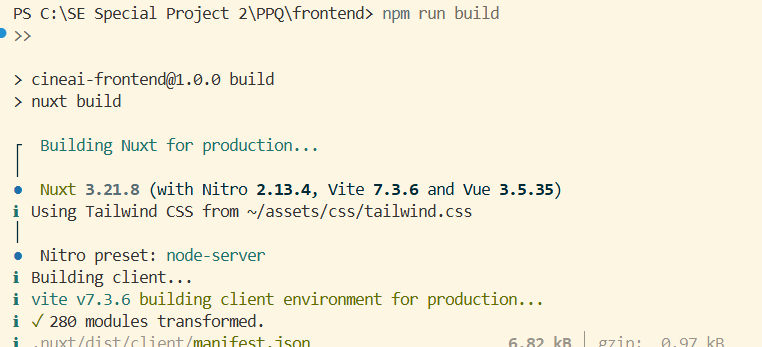 PS C:\SE Special Project 2\PPQ\frontend> npm run build
>>
> cineai-frontend@1.0.0 build
> nuxt build
Building Nuxt for production...
● Nuxt 3.21.8 (with Nitro 2.13.4, Vite 7.3.6 and Vue 3.5.35)
ℹ Using Tailwind CSS from ~/assets/css/tailwind.css
● Nitro preset: node-server
ℹ Building client...
ℹ vite v7.3.6 building client environment for production...
ℹ ✓ 280 modules transformed.
ℹ .nuxt/dist/client/manifest.json 6.82 kB │ gzip: 0.97 kB